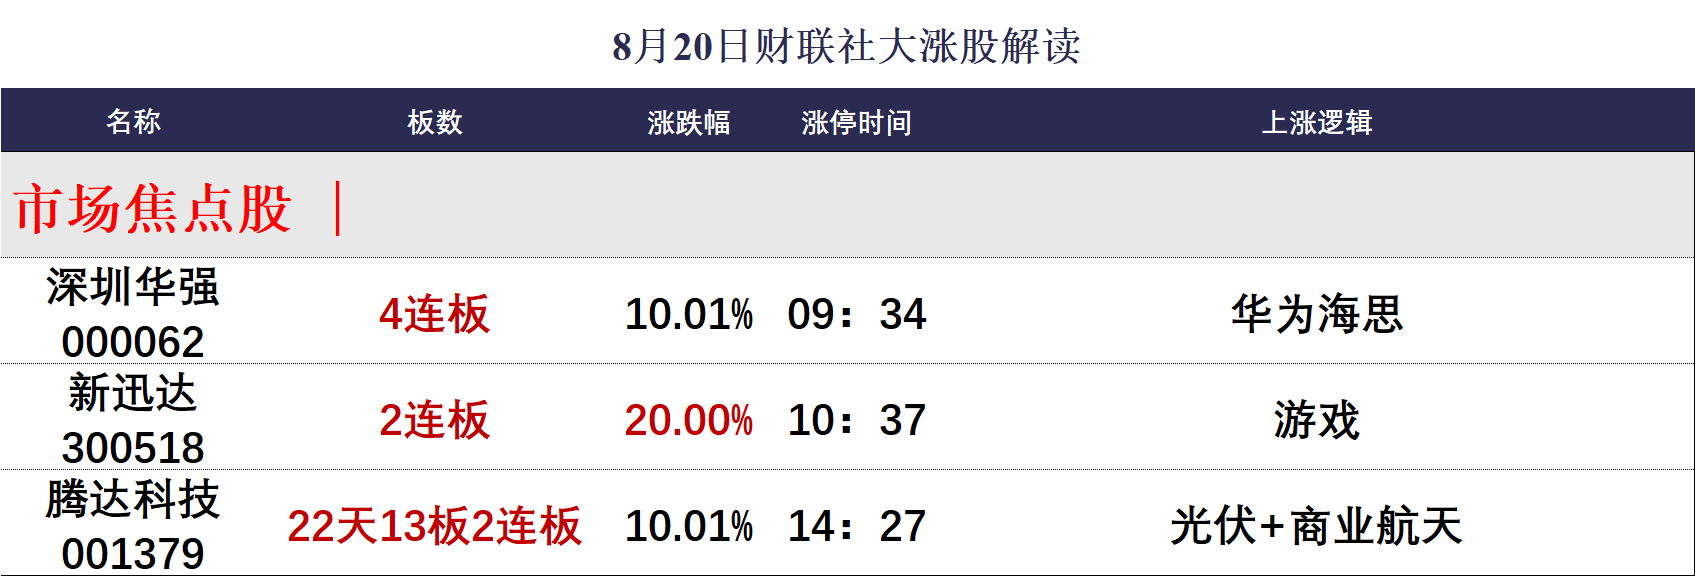 8月20日财联社大涨股解读
名称 板数 涨跌幅 涨停时间 上涨逻辑
市场焦点股 |
深圳华强
000062 4连板 10.01% 09：34 华为海思
新迅达
300518 2连板 20.00% 10：37 游戏
腾达科技
001379 22天13板2连板 10.01% 14：27 光伏+商业航天